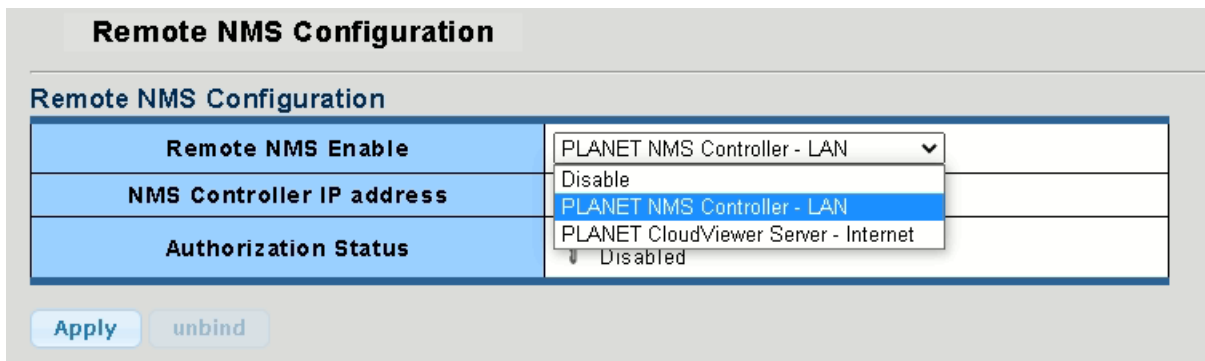 Remote NMS Configuration
Remote NMS Configuration
Remote NMS Enable PLANET NMS Controller - LAN
Disable
NMS Controller IP address PLANET NMS Controller - LAN
PLANET CloudViewer Server - Internet
Authorization Status Disabled
Apply unbind